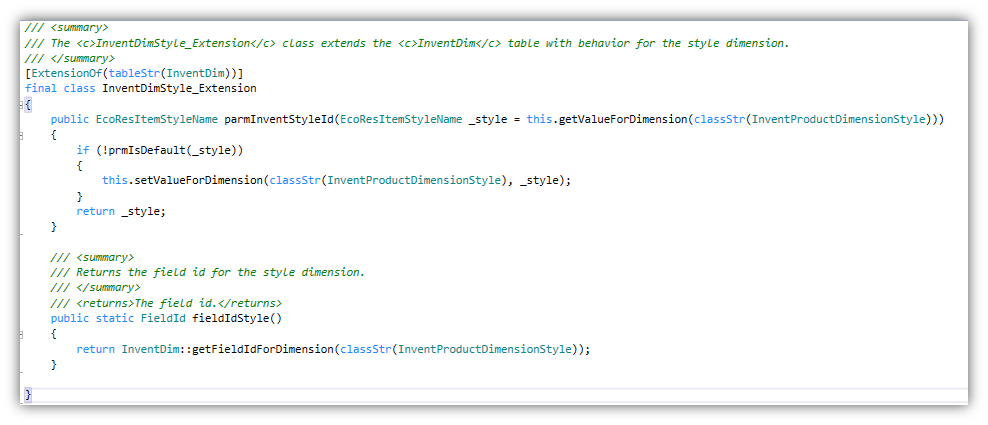 /// <summary>
/// The <c>InventDimStyle_Extension</c> class extends the <c>InventDim</c> table with behavior for the style dimension.
/// </summary>
[ExtensionOf(tableStr(InventDim))]
final class InventDimStyle_Extension
{
    public EcoResItemStyleName parmInventStyleId(EcoResItemStyleName _style = this.getValueForDimension(classStr(InventProductDimensionStyle)))
    {
        if (!prmIsDefault(_style))
        {
            this.setValueForDimension(classStr(InventProductDimensionStyle), _style);
        }
        return _style;
    }

    /// <summary>
    /// Returns the field id for the style dimension.
    /// </summary>
    /// <returns>The field id.</returns>
    public static FieldId fieldIdStyle()
    {
        return InventDim::getFieldIdForDimension(classStr(InventProductDimensionStyle));
    }

}